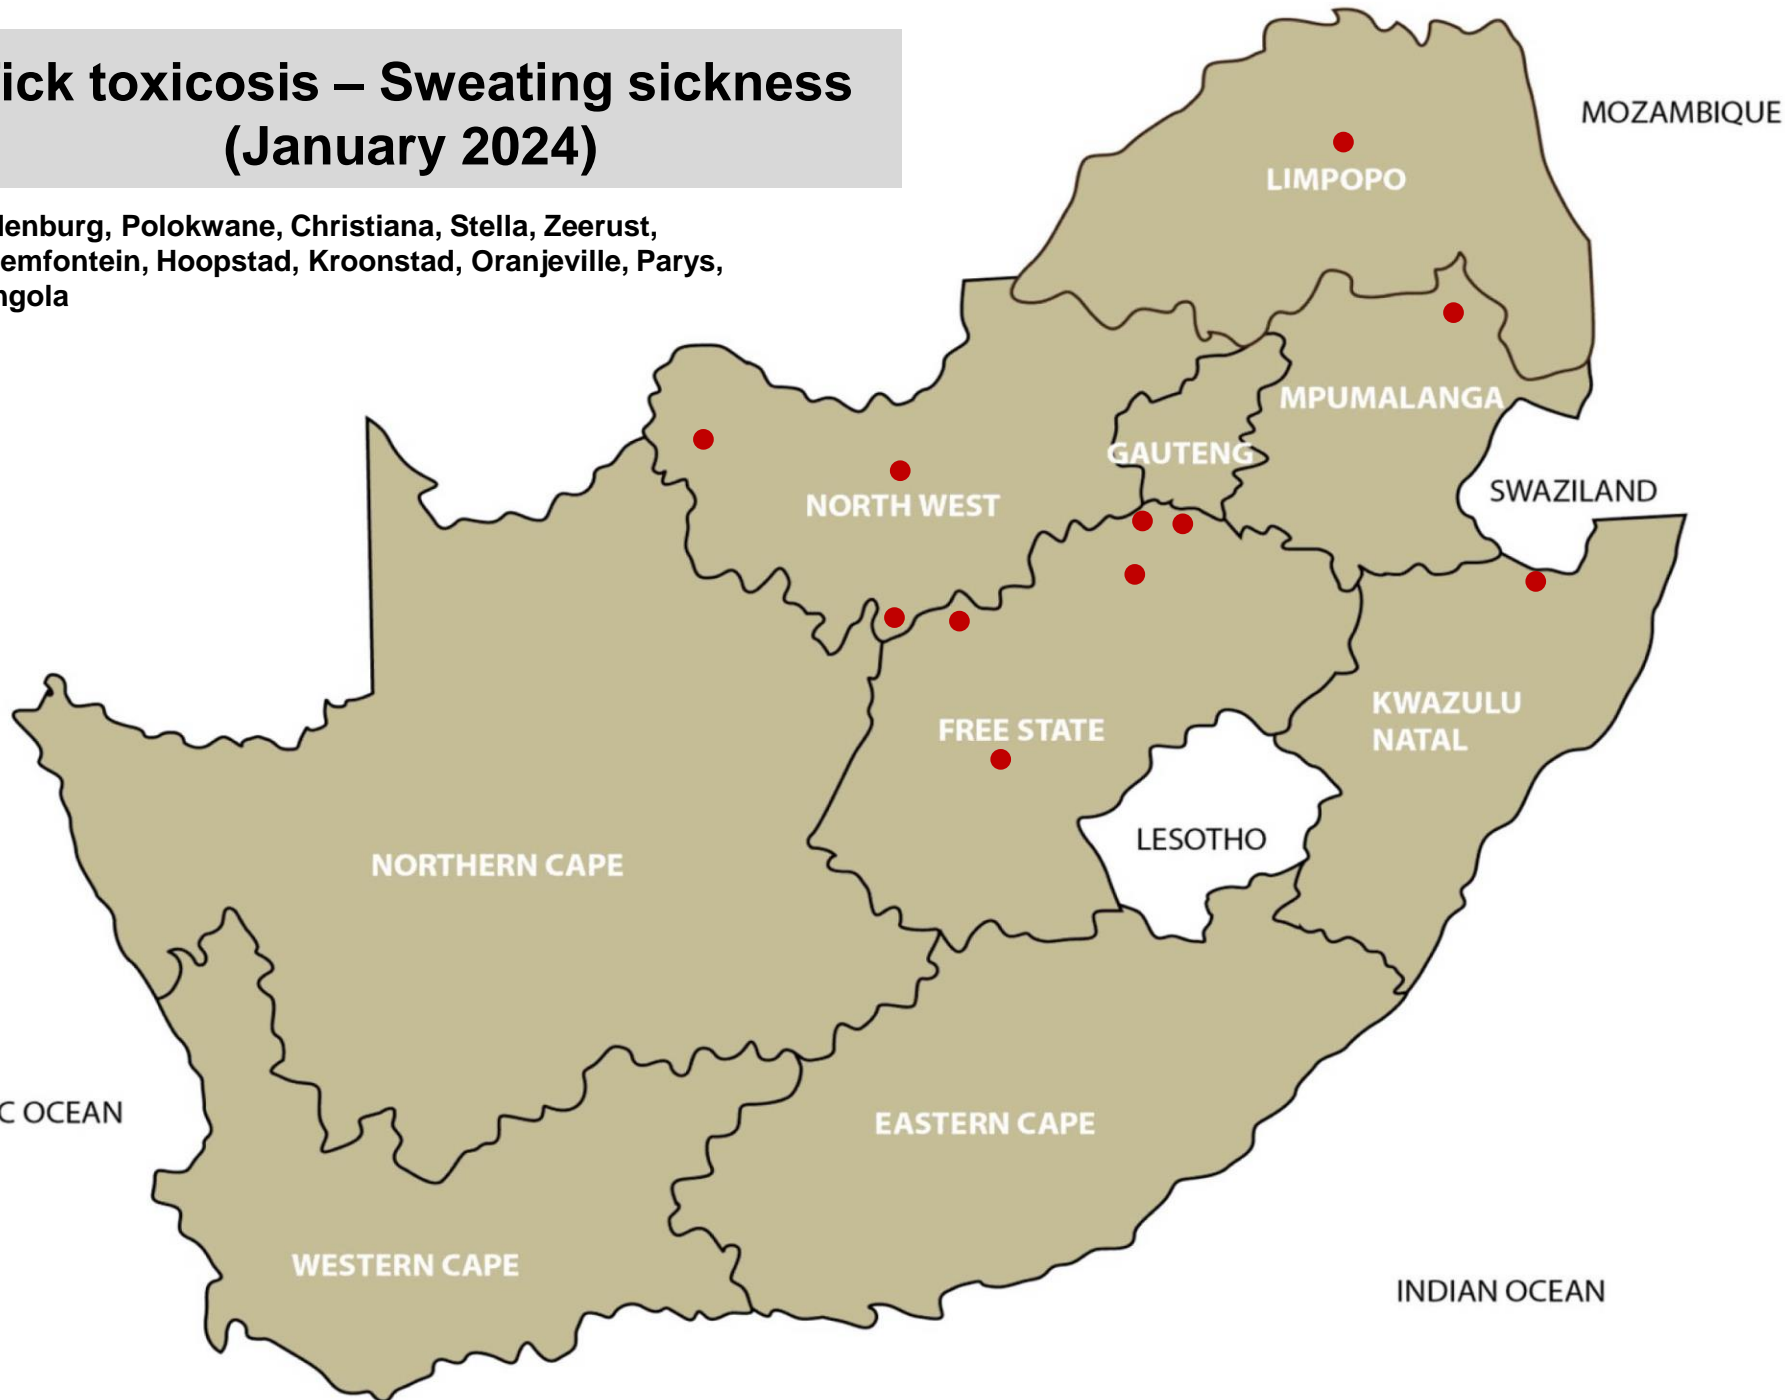 ick toxicosis – Sweating sickness
(January 2024)
denburg, Polokwane, Christiana, Stella, Zeerust,
emfontein, Hoopstad, Kroonstad, Oranjeville, Parys,
ngola
MOZAMBIQUE
LIMPOPO
MPUMALANGA
GAUTENG
SWAZILAND
NORTH WEST
KWAZULU
NATAL
FREE STATE
LESOTHO
NORTHERN CAPE
C OCEAN
EASTERN CAPE
WESTERN CAPE
INDIAN OCEAN